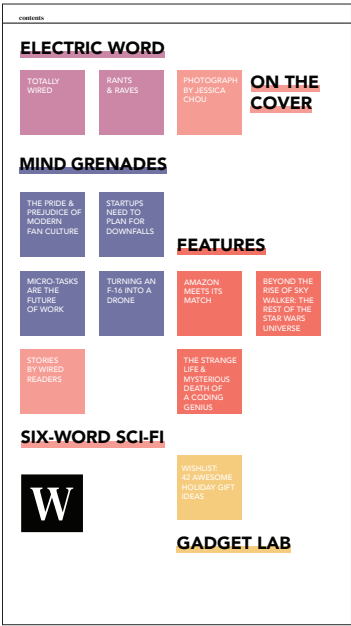 contents
ELECTRIC WORD
TOTALLY
WIRED
RANTS
& RAVES
PHOTOGRAPH
BY JESSICA
CHOU
ON THE
COVER
MIND GRENADES
THE PRIDE &
PREJUDICE OF
MODERN
FAN CULTURE
STARTUPS
NEED TO
PLAN FOR
DOWNFALLS
MICRO-TASKS
ARE THE
FUTURE
OF WORK
TURNING AN
F-16 INTO A
DRONE
STORIES
BY WIRED
READERS
SIX-WORD SCI-FI
FEATURES
AMAZON
MEETS ITS
MATCH
BEYOND THE
RISE OF SKY
WALKER: THE
REST OF THE
STAR WARS
UNIVERSE
THE STRANGE
LIFE &
MYSTERIOUS
DEATH OF
A CODING
GENIUS
WISHLIST:
42 AWESOME
HOLIDAY GIFT
IDEAS
GADGET LAB
W